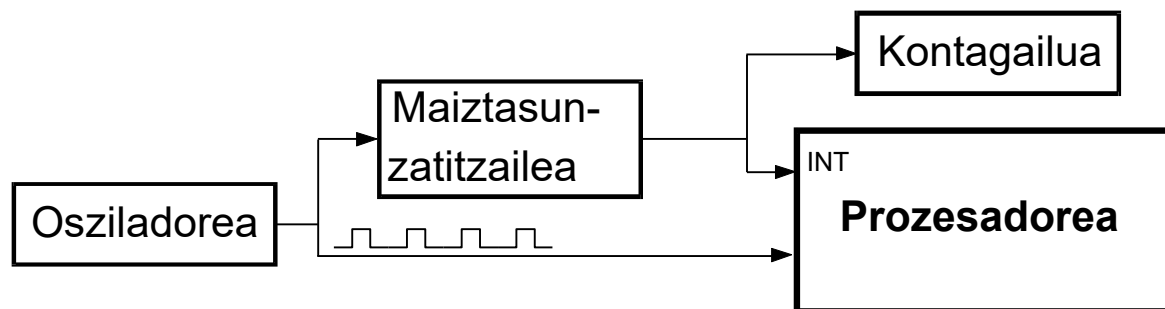 Kontagailua
Maiztasun-
zatitzailea
INT
Prozesadorea
Osziladorea